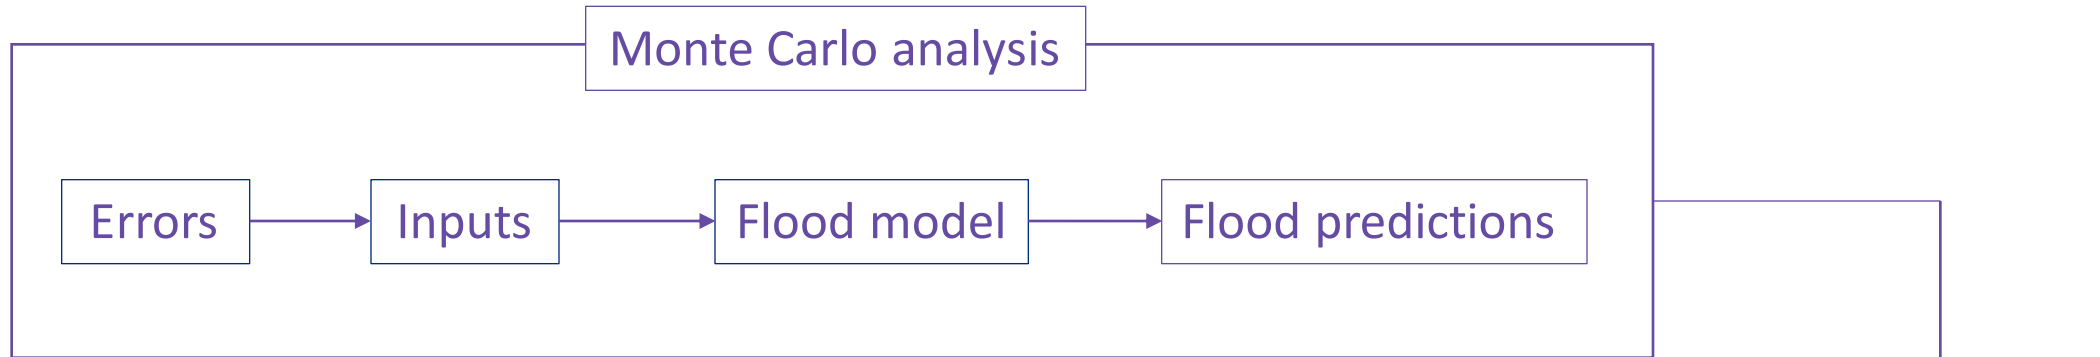 Monte Carlo analysis
Errors
Inputs
Flood model
Flood predictions